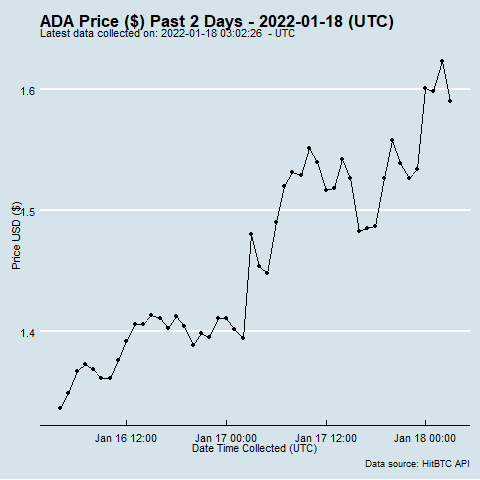 ADA Price ($) Past 2 Days - 2022-01-18 (UTC)
Latest data collected on: 2022-01-18 03:02:26  - UTC
1.6
1.5
1.4
Price USD ($)
Jan 16 12:00
Jan 17 00:00
Jan 17 12:00
Jan 18 00:00
Date Time Collected (UTC)
Data source: HitBTC API